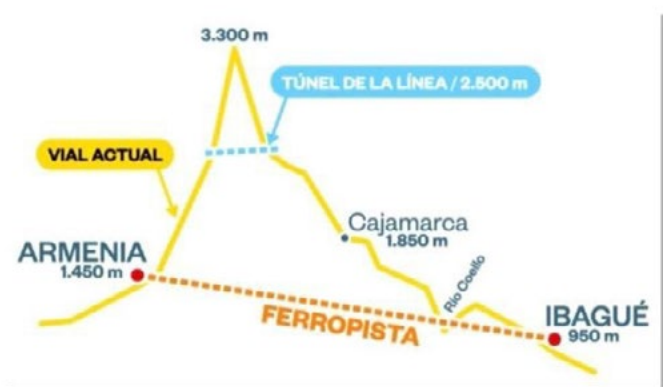 3.300 m
TÚNEL DE LA LÍNEA / 2.500 m
VIAL ACTUAL
Cajamarca
1.850 m
ARMENIA
1.450 m
Río Coello
FERROPISTA
IBAGUÉ
950 m